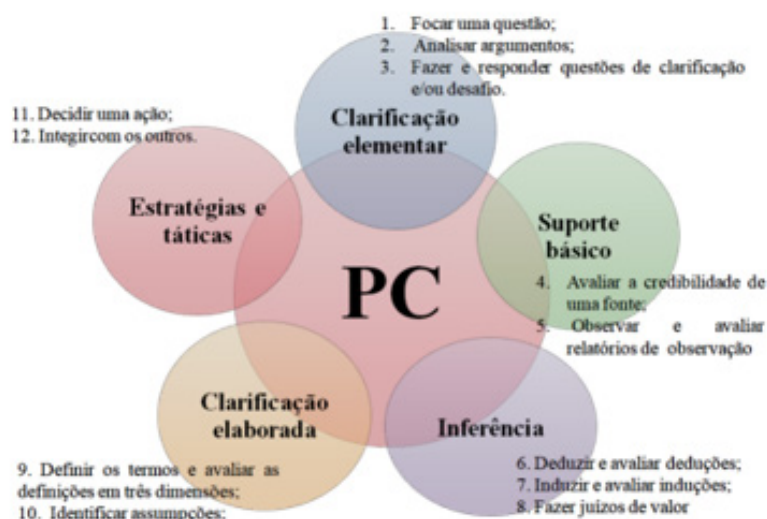 1. Focar uma questão;
2. Analisar argumentos;
3. Fazer e responder questões de clarificação
e/ou desafio.
Clarificação
elementar
11. Decidir uma ação;
12. Integircom os outros.
Estratégias e
táticas
Suporte
básico
4. Avaliar a credibilidade de
uma fonte;
5. Observar e avaliar
relatórios de observação
PC
Clarificação
elaborada
Inferência
9. Definir os termos e avaliar as
definições em três dimensões;
10. Identificar assumpções;
6. Deduzir e avaliar deduções;
7. Induzir e avaliar induções;
8. Fazer juízos de valor